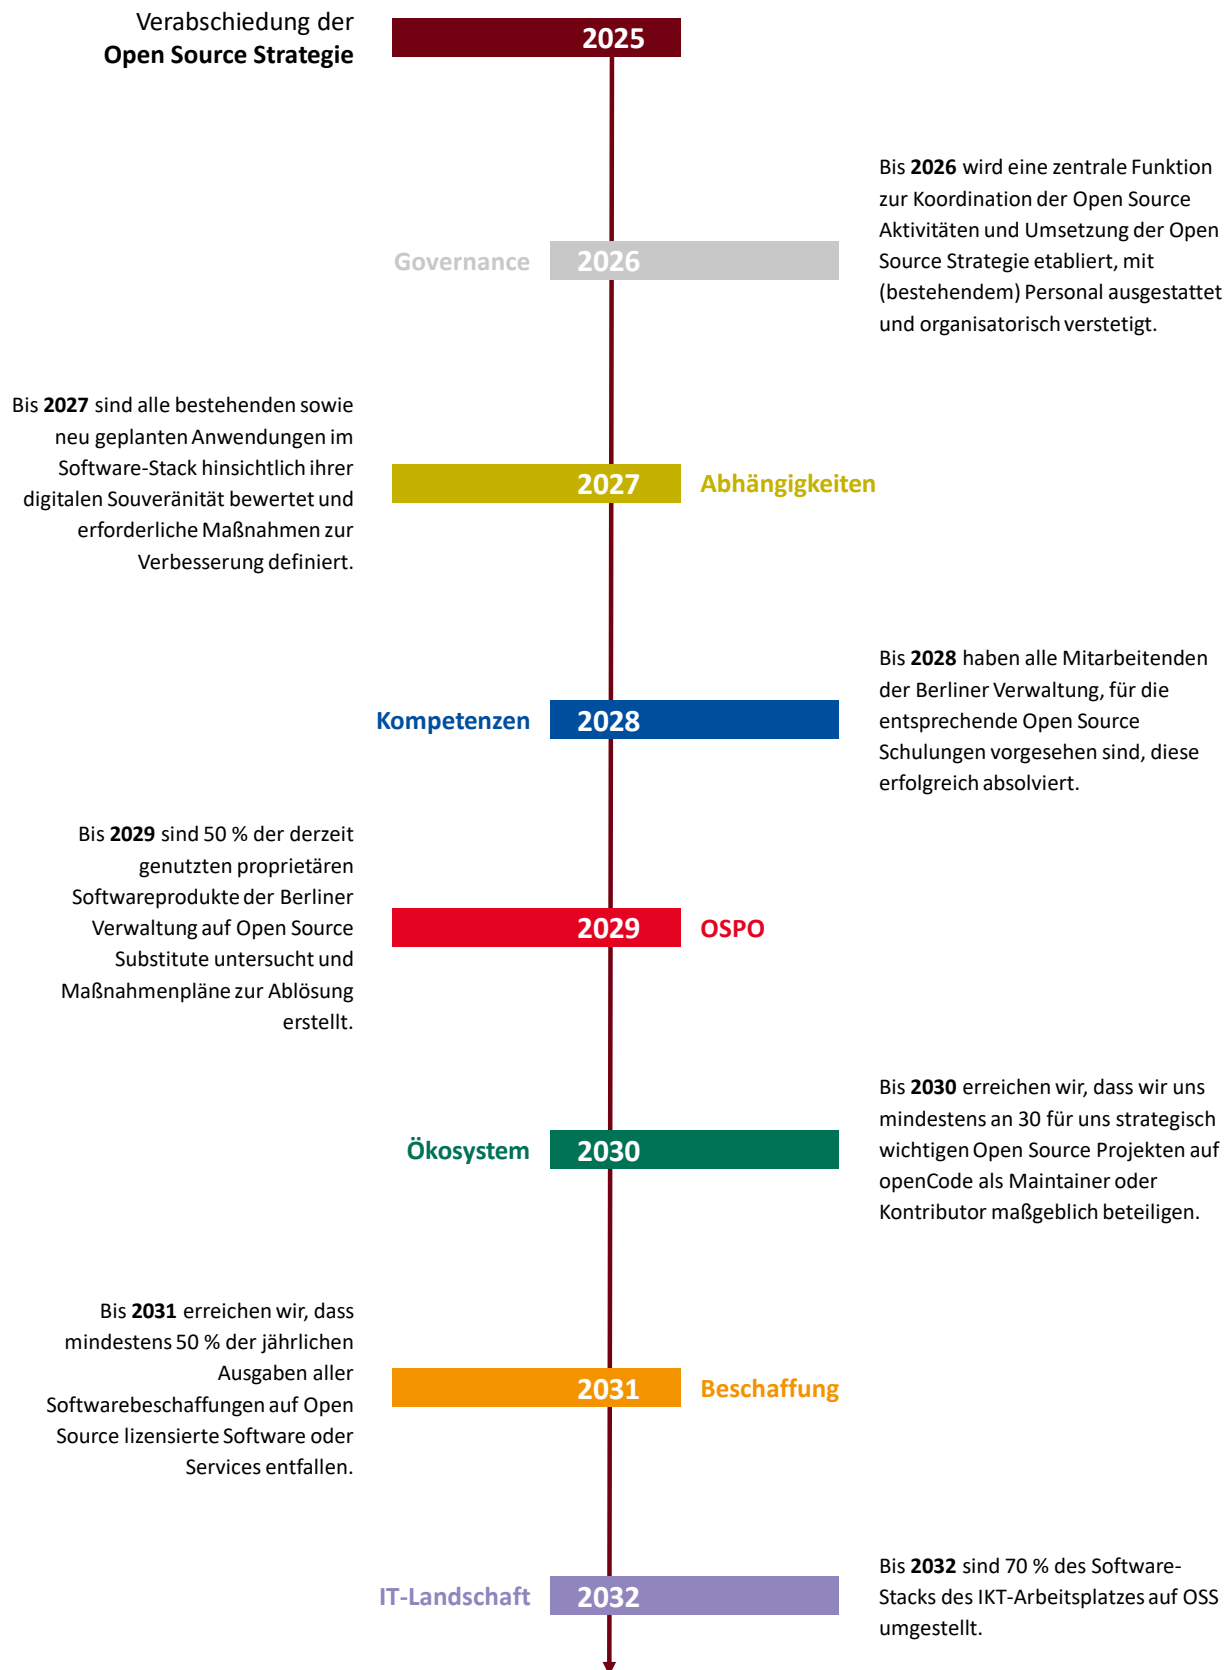 Verabschiedung der
Open Source Strategie
2025
Bis 2026 wird eine zentrale Funktion
zur Koordination der Open Source
Aktivitäten und Umsetzung der Open
Source Strategie etabliert, mit
(bestehendem) Personal ausgestattet
und organisatorisch verstetigt.
Governance
2026
Bis 2027 sind alle bestehenden sowie
neu geplanten Anwendungen im
Software-Stack hinsichtlich ihrer
digitalen Souveränität bewertet und
erforderliche Maßnahmen zur
Verbesserung definiert.
2027
Abhängigkeiten
Bis 2028 haben alle Mitarbeitenden
der Berliner Verwaltung, für die
entsprechende Open Source
Schulungen vorgesehen sind, diese
erfolgreich absolviert.
Kompetenzen
2028
Bis 2029 sind 50 % der derzeit
genutzten proprietären
Softwareprodukte der Berliner
Verwaltung auf Open Source
Substitute untersucht und
Maßnahmenpläne zur Ablösung
erstellt.
2029
OSPO
Bis 2030 erreichen wir, dass wir uns
mindestens an 30 für uns strategisch
wichtigen Open Source Projekten auf
openCode als Maintainer oder
Kontributor maßgeblich beteiligen.
Ökosystem
2030
Bis 2031 erreichen wir, dass
mindestens 50 % der jährlichen
Ausgaben aller
Softwarebeschaffungen auf Open
Source lizensierte Software oder
Services entfallen.
2031
Beschaffung
Bis 2032 sind 70 % des Software-
Stacks des IKT-Arbeitsplatzes auf OSS
umgestellt.
IT-Landschaft
2032